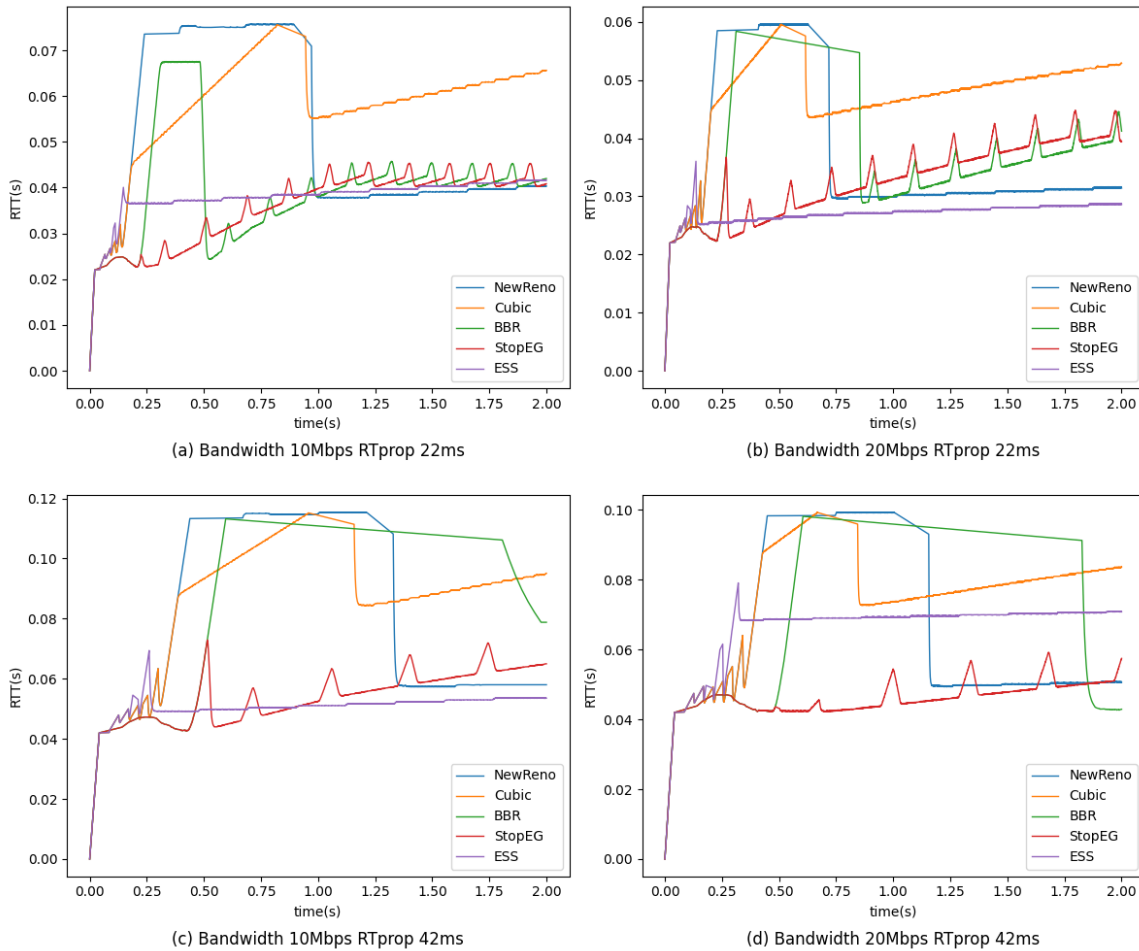 RTT(s)
0.07
0.06
0.05
0.04
0.03
0.02
0.01
0.00
NewReno
Cubic
BBR
StopEG
ESS
0.00 0.25 0.50 0.75 1.00 1.25 1.50 1.75 2.00
time(s)
(a) Bandwidth 10Mbps RTprop 22ms
RTT(s)
0.06
0.05
0.04
0.03
0.02
0.01
0.00
NewReno
Cubic
BBR
StopEG
ESS
0.00 0.25 0.50 0.75 1.00 1.25 1.50 1.75 2.00
time(s)
(b) Bandwidth 20Mbps RTprop 22ms
RTT(s)
0.12
0.10
0.08
0.06
0.04
0.02
0.00
NewReno
Cubic
BBR
StopEG
ESS
0.00 0.25 0.50 0.75 1.00 1.25 1.50 1.75 2.00
time(s)
(c) Bandwidth 10Mbps RTprop 42ms
RTT(s)
0.10
0.08
0.06
0.04
0.02
0.00
NewReno
Cubic
BBR
StopEG
ESS
0.00 0.25 0.50 0.75 1.00 1.25 1.50 1.75 2.00
time(s)
(d) Bandwidth 20Mbps RTprop 42ms